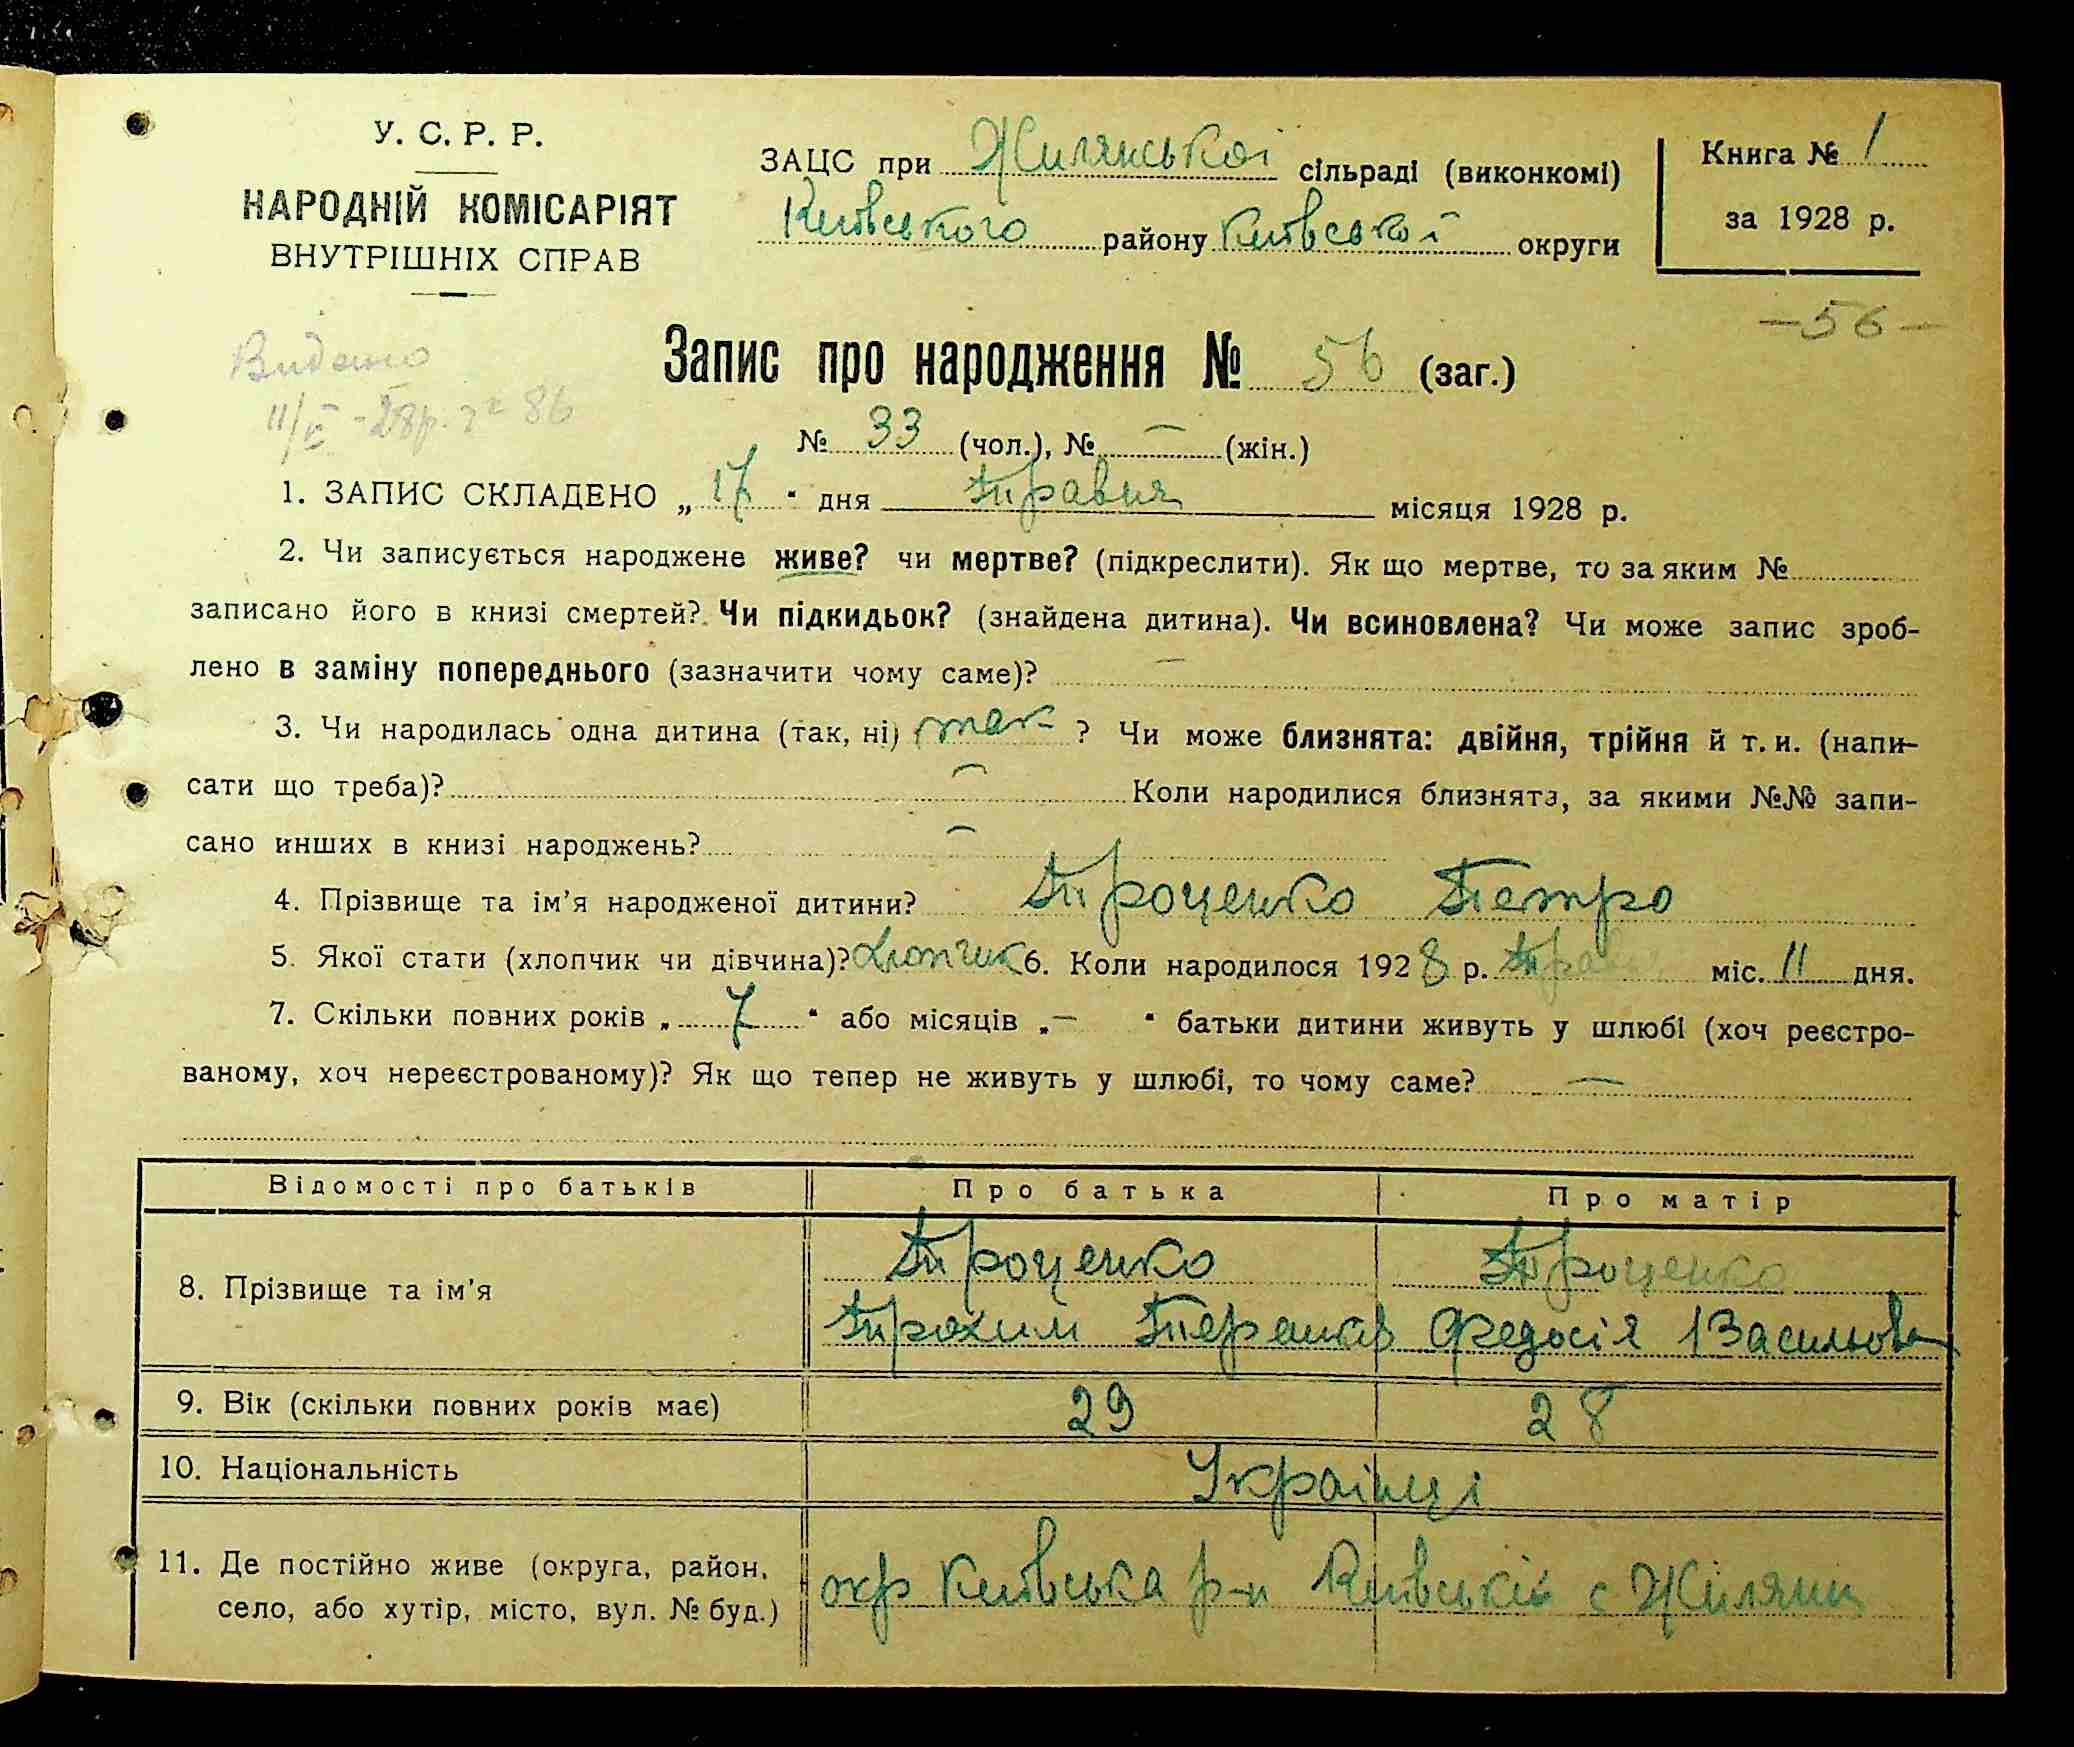 У. С. Р. Р.
НАРОДНІЙ КОМІСАРІЯТ
ВНУТРІШНІХ СПРАВ
ЗАЦС при Жилянської сільраді (виконкомі)
Київського району Київської округи
Книга № 1
за 1928 р.
— 56 —
Видано
Запис про народження № 56 (заг.)
№ 33 (чол.), № — (жін.)
1. ЗАПИС СКЛАДЕНО „ 17 “ дня Травня місяця 1928 р.
2. Чи записується народжене живе? чи мертве? (підкреслити). Як що мертве, то за яким №
записано його в книзі смертей? Чи підкидьок? (знайдена дитина). Чи всиновлена? Чи може запис зроб-
лено в заміну попереднього (зазначити чому саме)? —
3. Чи народилась одна дитина (так, ні) так ? Чи може близнята: двійня, трійня й т. и. (напи-
сати що треба)? — Коли народилися близнята, за якими №№ запи-
сано инших в книзі народжень? —
4. Прізвище та ім’я народженої дитини? Троценко Петро
5. Якої стати (хлопчик чи дівчина)? Хлопчик 6. Коли народилося 1928 р. Травня міс. 11 дня.
7. Скільки повних років „ 7 “ або місяців „ — “ батьки дитини живуть у шлюбі (хоч реєстро-
ваному, хоч нереєстрованому)? Як що тепер не живуть у шлюбі, то чому саме? —
Відомості про батьків Про батька Про матір
8. Прізвище та ім’я Троценко Троценко
Трохим Федосія Васильовн
9. Вік (скільки повних років має) 29 28
10. Національність Українці
11. Де постійно живе (округа, район, село, або хутір, місто, вул. № буд.) окр Київська р-н Київській с Жиляни